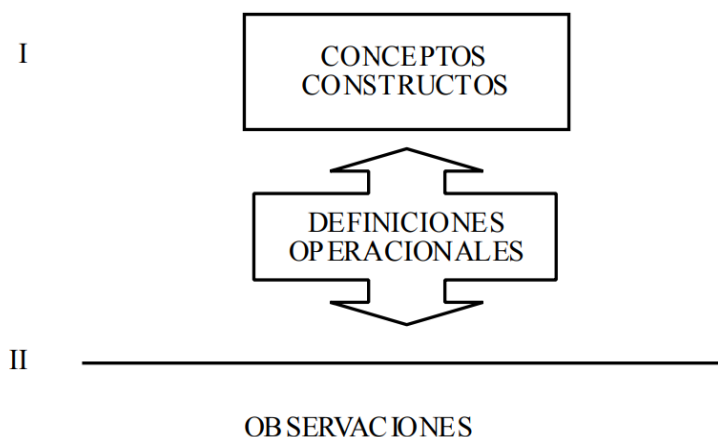 I
CONCEPTOS
CONSTRUCTOS
DEFINICIONES
OPERACIONALES
II
OBSERVACIONES